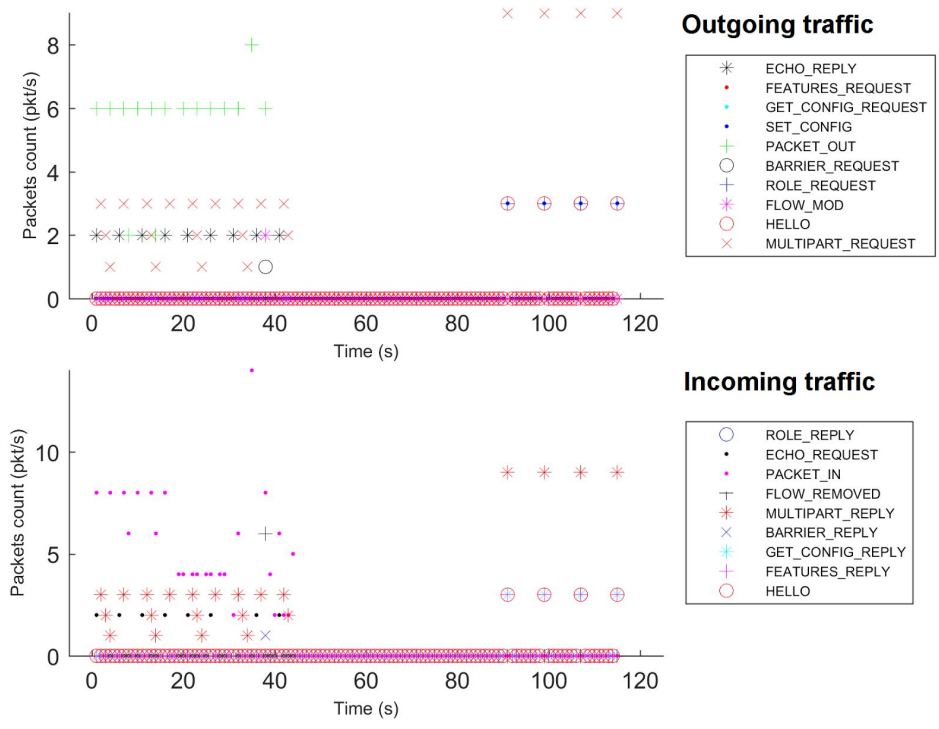 Outgoing traffic
Packets count (pkt/s)
8
6
4
2
0
0 20 40 60 80 100 120
Time (s)
ECHO_REPLY
FEATURES_REQUEST
GET_CONFIG_REQUEST
SET_CONFIG
PACKET_OUT
BARRIER_REQUEST
ROLE_REQUEST
FLOW_MOD
HELLO
MULTIPART_REQUEST
Incoming traffic
Packets count (pkt/s)
10
5
0
0 20 40 60 80 100 120
Time (s)
ROLE_REPLY
ECHO_REQUEST
PACKET_IN
FLOW_REMOVED
MULTIPART_REPLY
BARRIER_REPLY
GET_CONFIG_REPLY
FEATURES_REPLY
HELLO